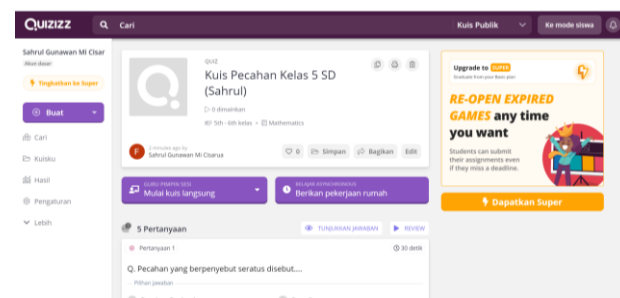 QUIZIZZ
Cari
Kuis Publik
Ke mode siswa
Sahrul Gunawan MI Cisar
Akun dasar
Tingkatkan ke Super
Buat
Cari
Kuisku
Hasil
Pengaturan
Lebih
QUIZ
Kuis Pecahan Kelas 5 SD
(Sahrul)
0 dimainkan
5th - 6th kelas • Mathematics
F
2 minutes ago by
Sahrul Gunawan MI Cisarua
0
Simpan
Bagikan
Edit
Mulai kuis langsung
BELAJAR ASYNCHRONOUS
Berikan pekerjaan rumah
5 Pertanyaan
TUNJUKKAN JAWABAN
REVIEW
Pertanyaan 1
30 detik
Q. Pecahan yang berpenyebut seratus disebut....
Pilihan jawaban
Upgrade to SUPER
Graduate from your Basic plan
RE-OPEN EXPIRED
GAMES any time
you want
Students can submit
their assignments even
if they miss a deadline.
Dapatkan Super